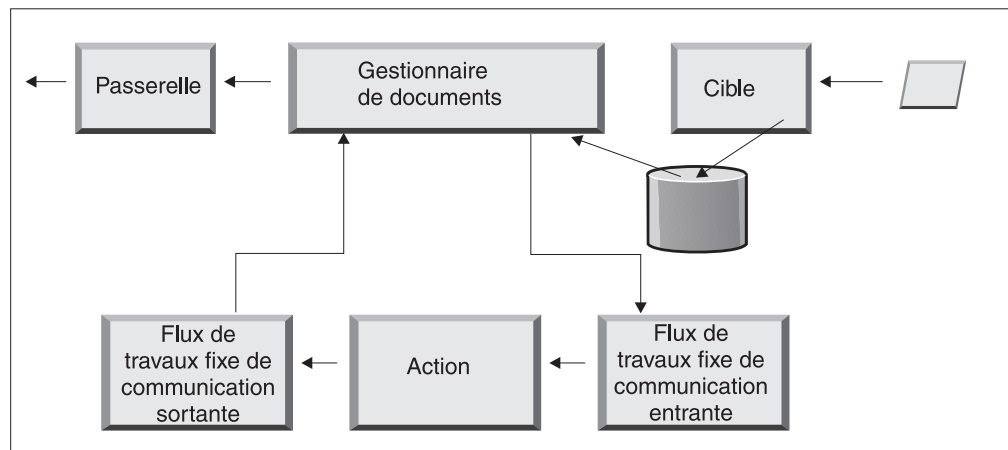 Passerelle
Gestionnaire
de documents
Cible
Flux de
travaux fixe de
communication
sortante
Action
Flux de
travaux fixe de
communication
entrante